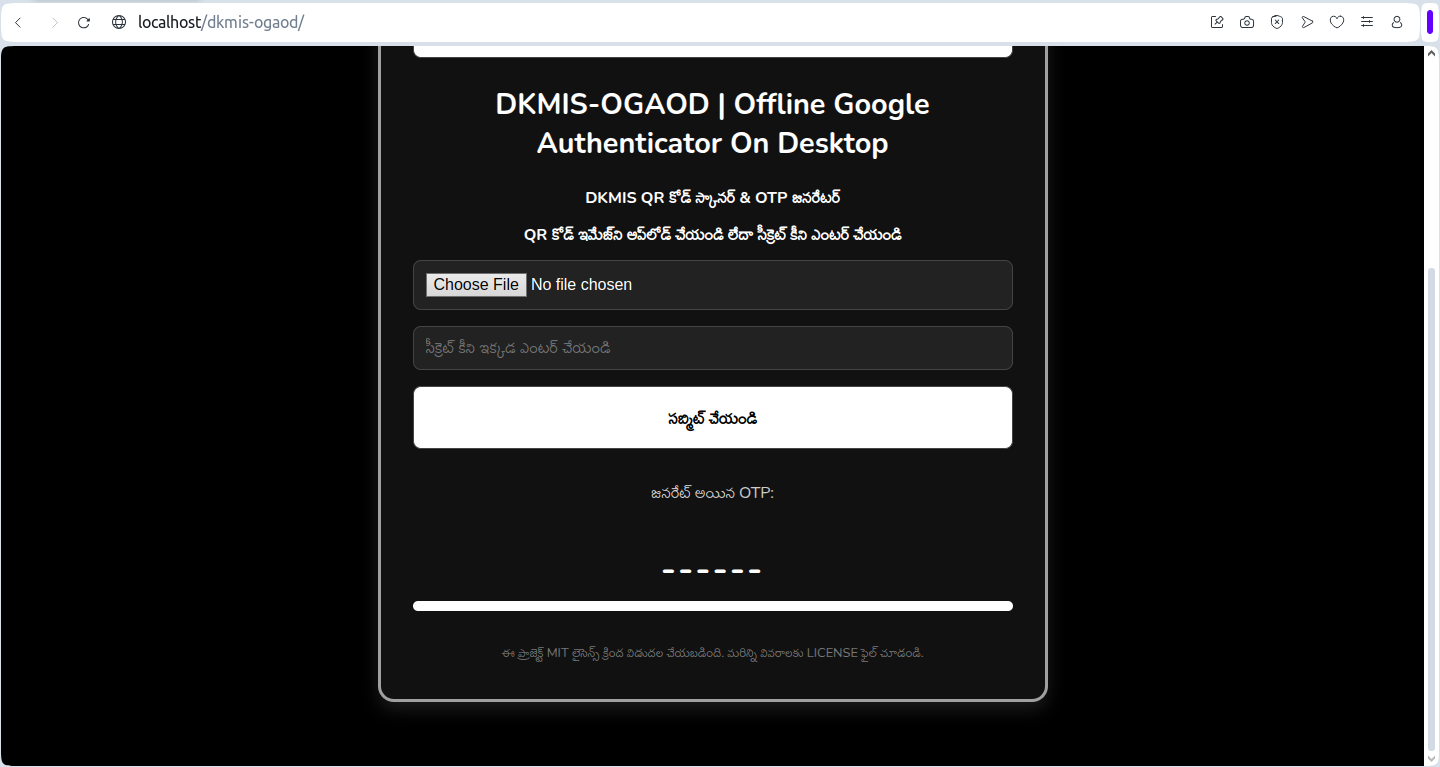 localhost/dkmis-ogaod/
DKMIS-OGAOD | Offline Google
Authenticator On Desktop
DKMIS QR కోడ్ స్కానర్ & OTP జనరేటర్
QR కోడ్ ఇమేజ్‌ని అప్‌లోడ్ చేయండి లేదా సీక్రెట్ కీని ఎంటర్ చేయండి
Choose File No file chosen
సీక్రెట్ కీని ఇక్కడ ఎంటర్ చేయండి
సబ్మిట్ చేయండి
జనరేట్ అయిన OTP:
------
ఈ ప్రాజెక్ట్ MIT లైసెన్స్ క్రింద విడుదల చేయబడింది. మరిన్ని వివరాలకు LICENSE ఫైల్ చూడండి.